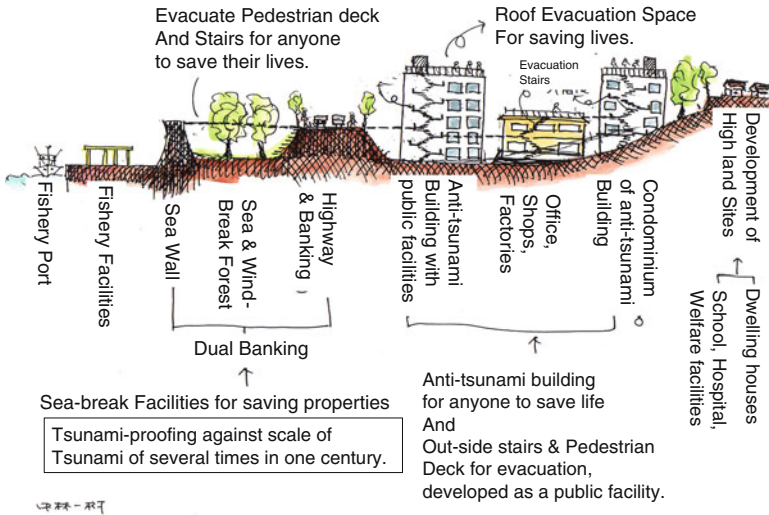 Evacuate Pedestrian deck
And Stairs for anyone
to save their lives.
Roof Evacuation Space
For saving lives.
Evacuation
Stairs
Fishery Port
Fishery Facilities
Sea Wall
Sea & Wind-
Break Forest
Highway
& Banking
Anti-tsunami
Building with
public facilities
Office,
Shops,
Factories
Condominium
of anti-tsunami
Building
Development of
High land Sites
Dwelling houses
School, Hospital,
Welfare facilities
Dual Banking
Sea-break Facilities for saving properties
Tsunami-proofing against scale of
Tsunami of several times in one century.
Anti-tsunami building
for anyone to save life
And
Out-side stairs & Pedestrian
Deck for evacuation,
developed as a public facility.